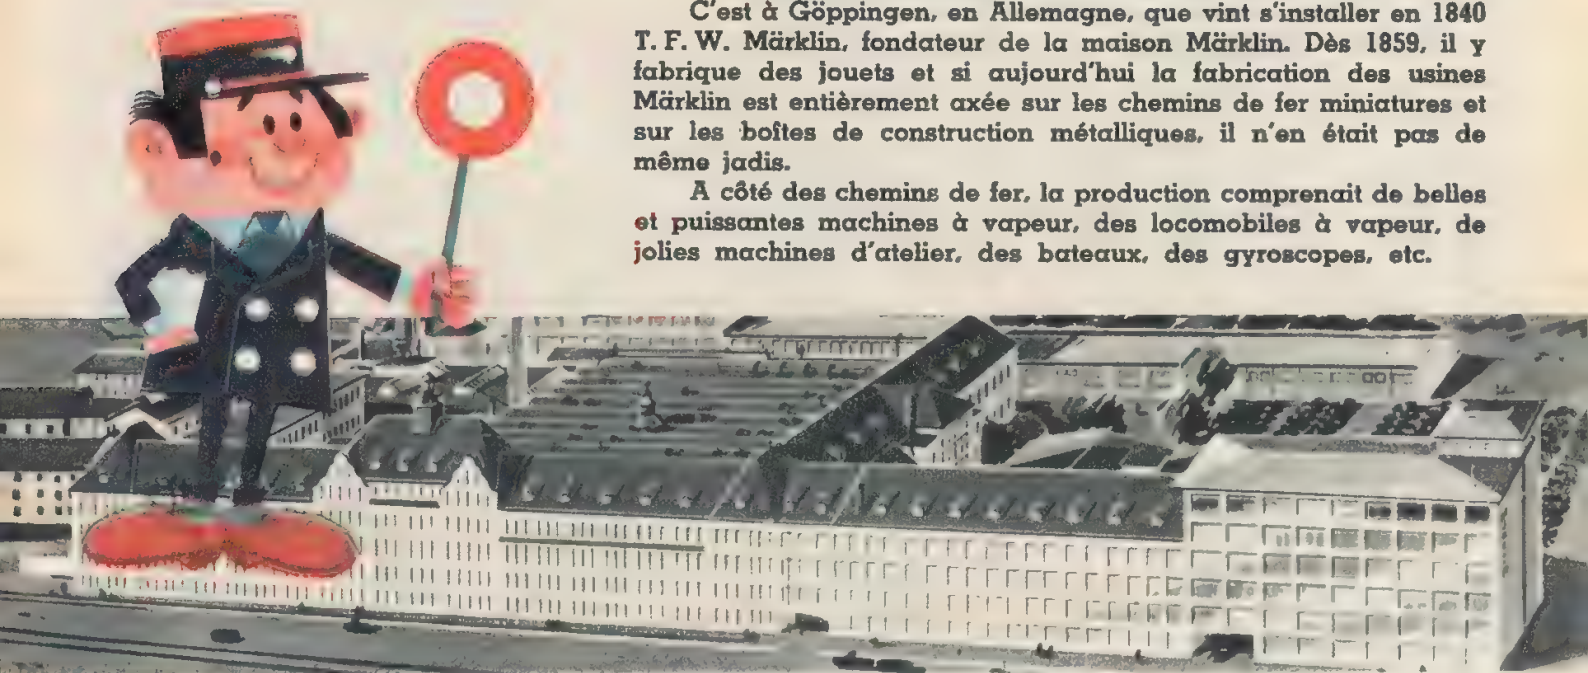 C'est à Göppingen, en Allemagne, que vint s'installer en 1840
T. F. W. Märklin, fondateur de la maison Märklin. Dès 1859, il y
fabrique des jouets et si aujourd'hui la fabrication des usines
Märklin est entièrement axée sur les chemins de fer miniatures et
sur les boîtes de construction métalliques, il n'en était pas de
même jadis.
A côté des chemins de fer, la production comprenait de belles
et puissantes machines à vapeur, des locomobiles à vapeur, de
jolies machines d'atelier, des bateaux, des gyroscopes, etc.